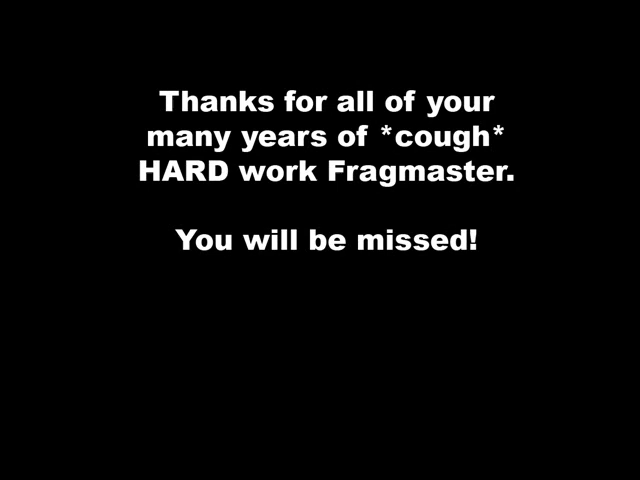 Thanks for all of your
many years of *cough*
HARD work Fragmaster.
You will be missed!